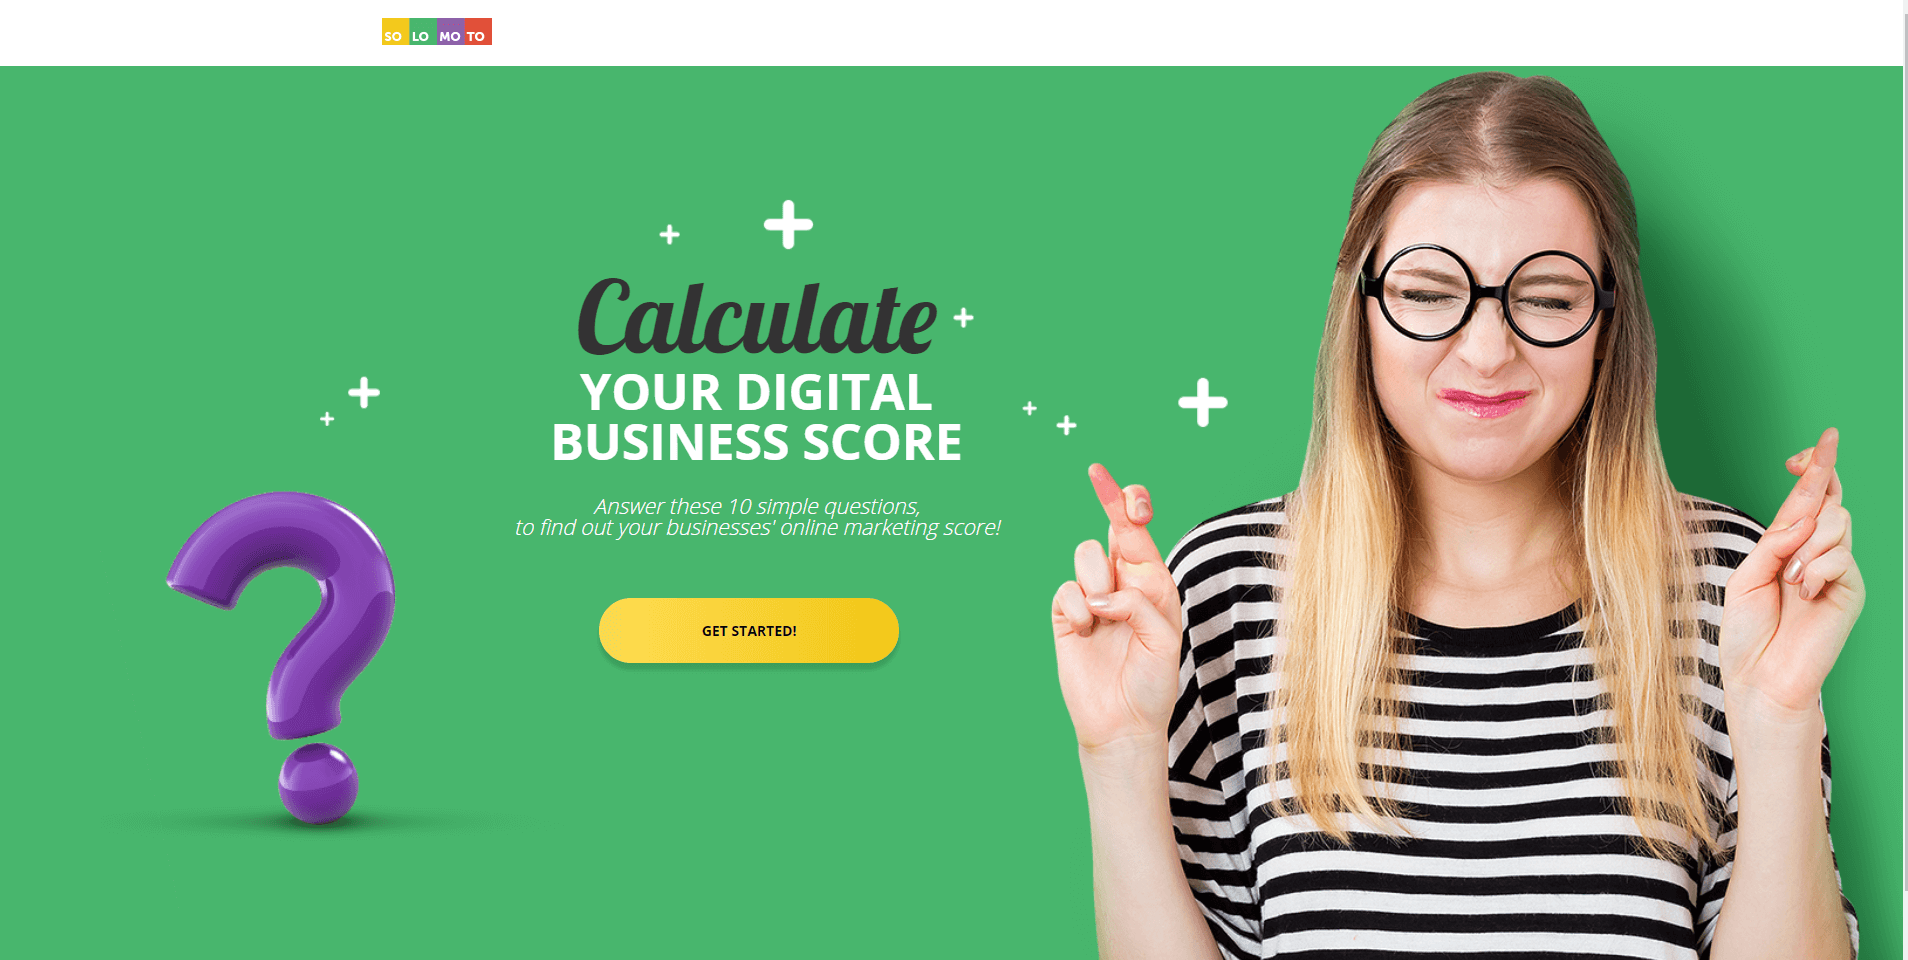 SO LO MO TO
Calculate
YOUR DIGITAL
BUSINESS SCORE
Answer these 10 simple questions,
to find out your businesses' online marketing score!
GET STARTED!